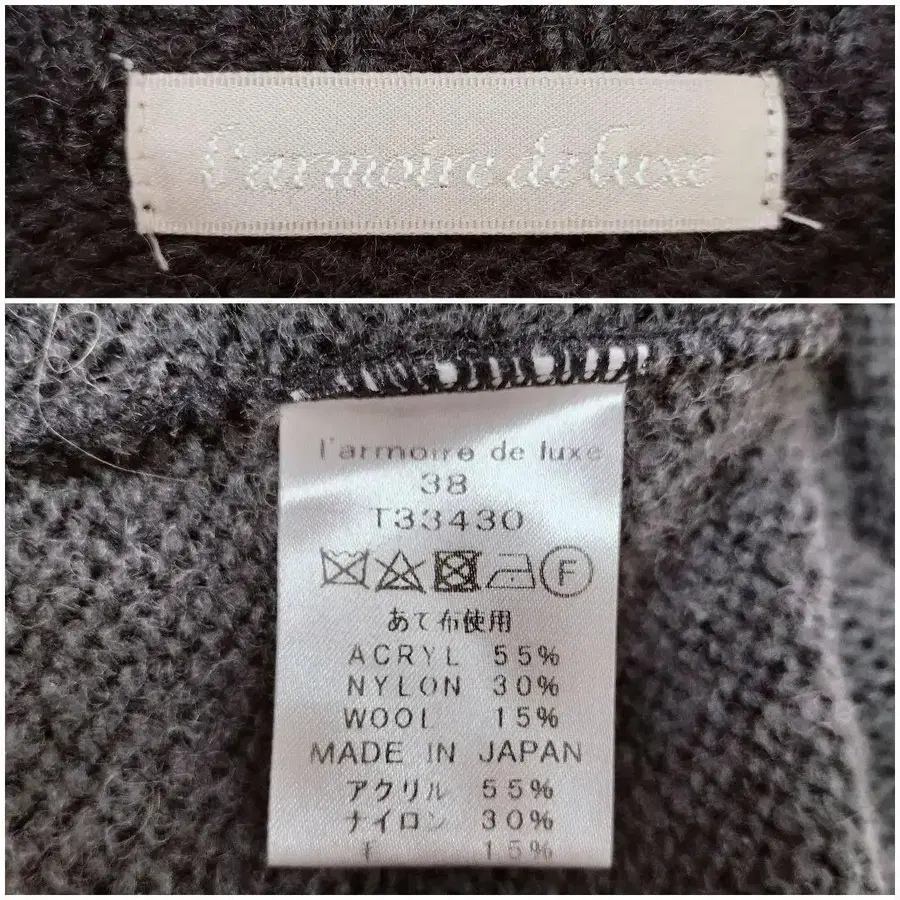 l'armoire de luxe
l'armoire de luxe
38
T33430
F
あて布使用
ACRYL 55%
NYLON 30%
WOOL 15%
MADE IN JAPAN
アクリル 55%
ナイロン 30%
15%